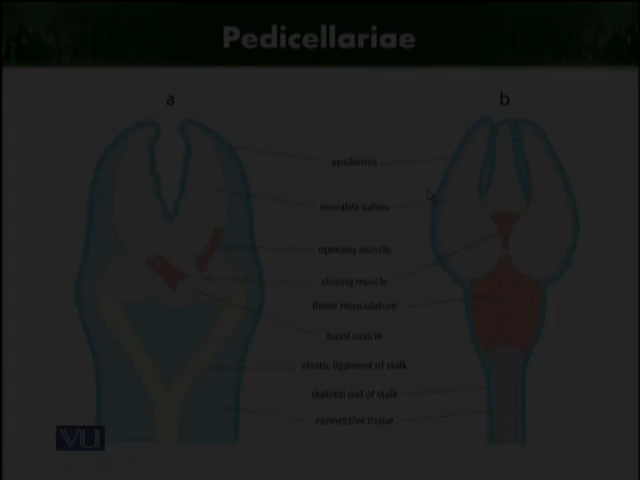 Pedicellariae
a
b
epidermis
movable valves
opening muscle
closing muscle
flexor musculature
basal ossicle
elastic ligament of stalk
skeletal rod of stalk
connective tissue
VU